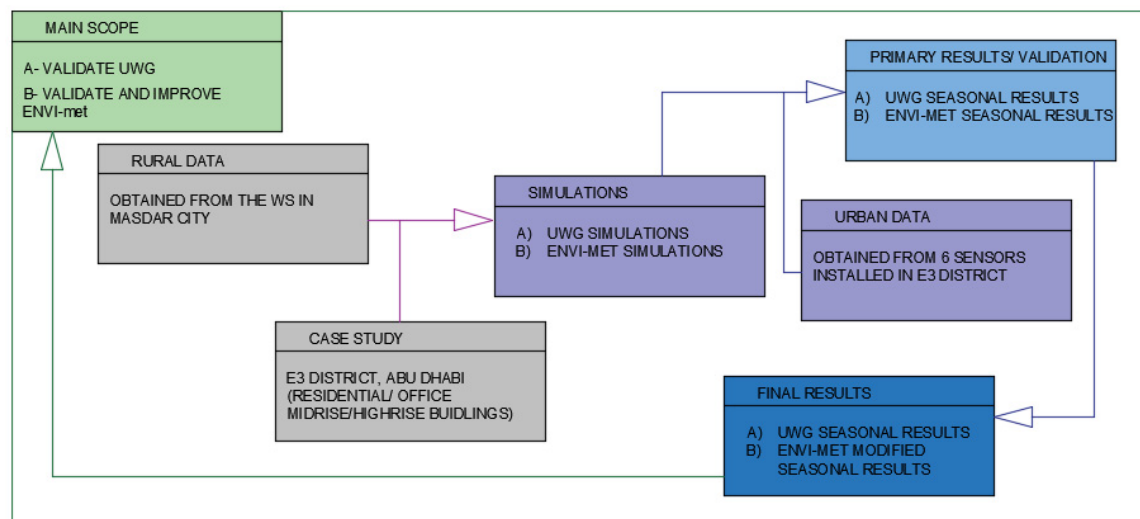 MAIN SCOPE
A- VALIDATE UWG
B- VALIDATE AND IMPROVE
ENVI-met
RURAL DATA
OBTAINED FROM THE WS IN
MASDAR CITY
CASE STUDY
E3 DISTRICT, ABU DHABI
(RESIDENTIAL/ OFFICE
MIDRISE/HIGHRISE BUIDLINGS)
SIMULATIONS
A) UWG SIMULATIONS
B) ENVI-MET SIMULATIONS
PRIMARY RESULTS/ VALIDATION
A) UWG SEASONAL RESULTS
B) ENVI-MET SEASONAL RESULTS
URBAN DATA
OBTAINED FROM 6 SENSORS
INSTALLED IN E3 DISTRICT
FINAL RESULTS
A) UWG SEASONAL RESULTS
B) ENVI-MET MODIFIED
SEASONAL RESULTS